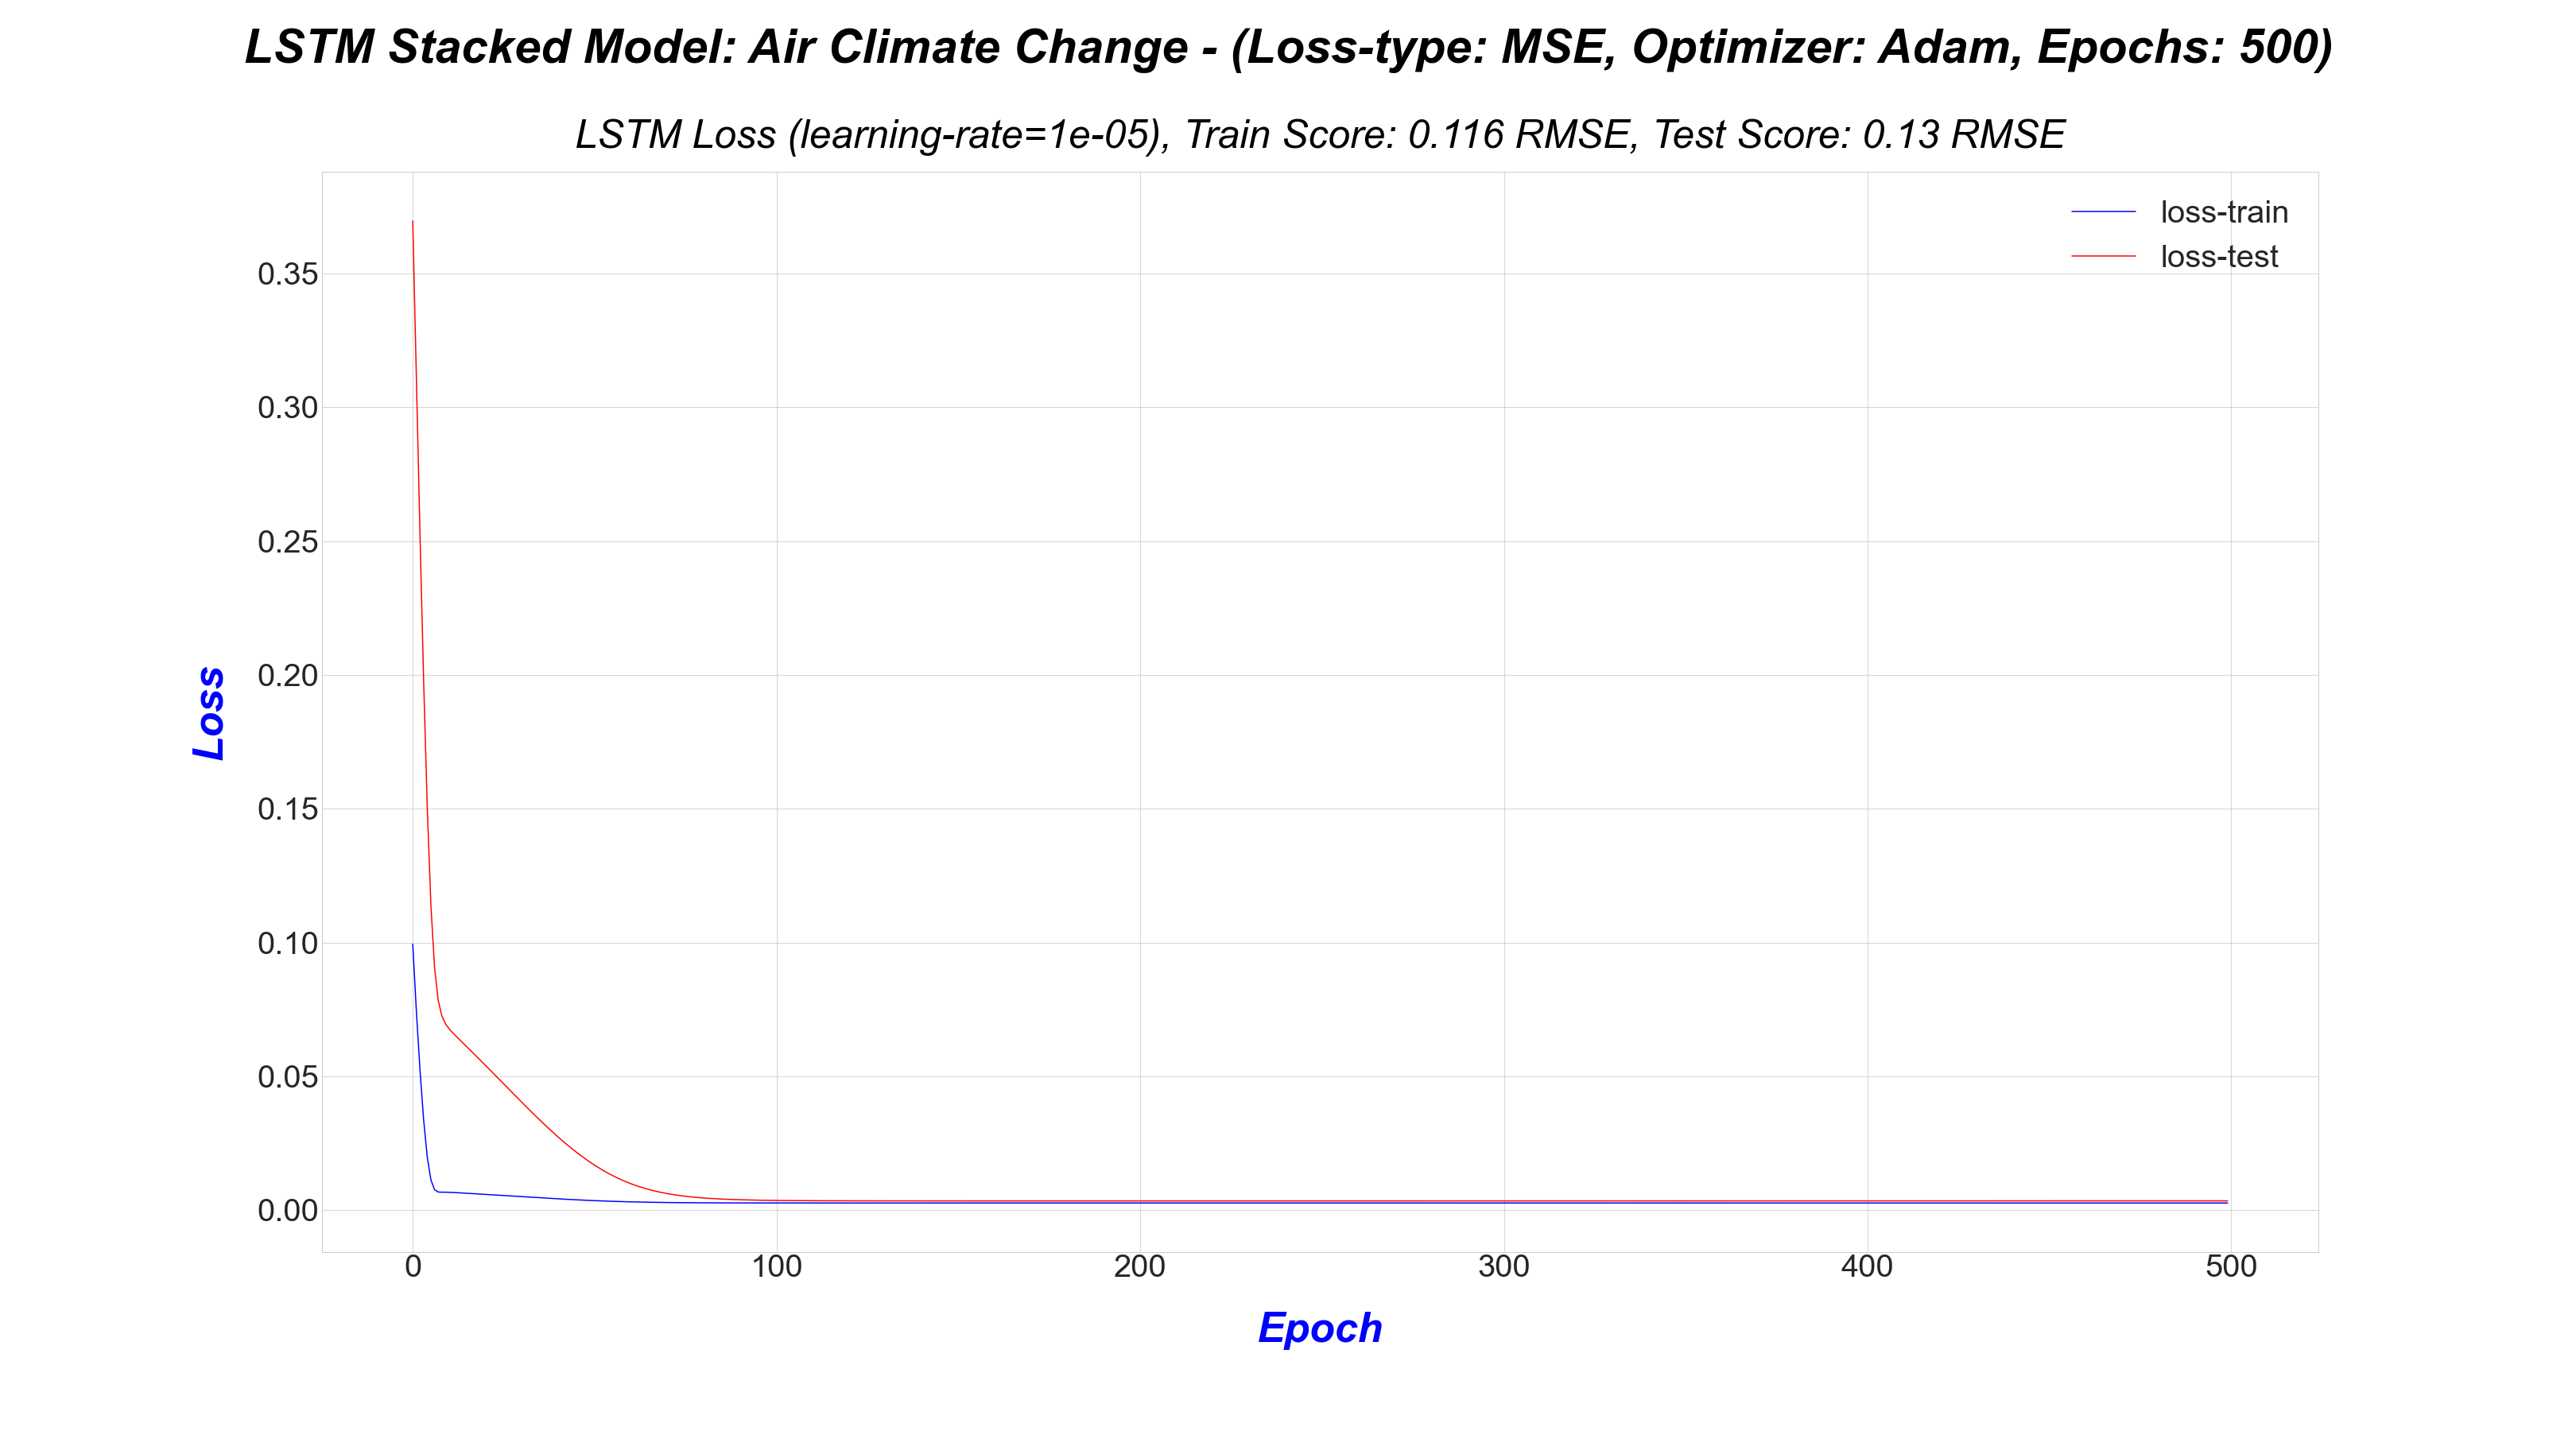 LSTM Stacked Model: Air Climate Change - (Loss-type: MSE, Optimizer: Adam, Epochs: 500)
LSTM Loss (learning-rate=1e-05), Train Score: 0.116 RMSE, Test Score: 0.13 RMSE
loss-train
loss-test
0.35
0.30
0.25
0.20
0.15
0.10
0.05
0.00
Loss
0 100 200 300 400 500
Epoch